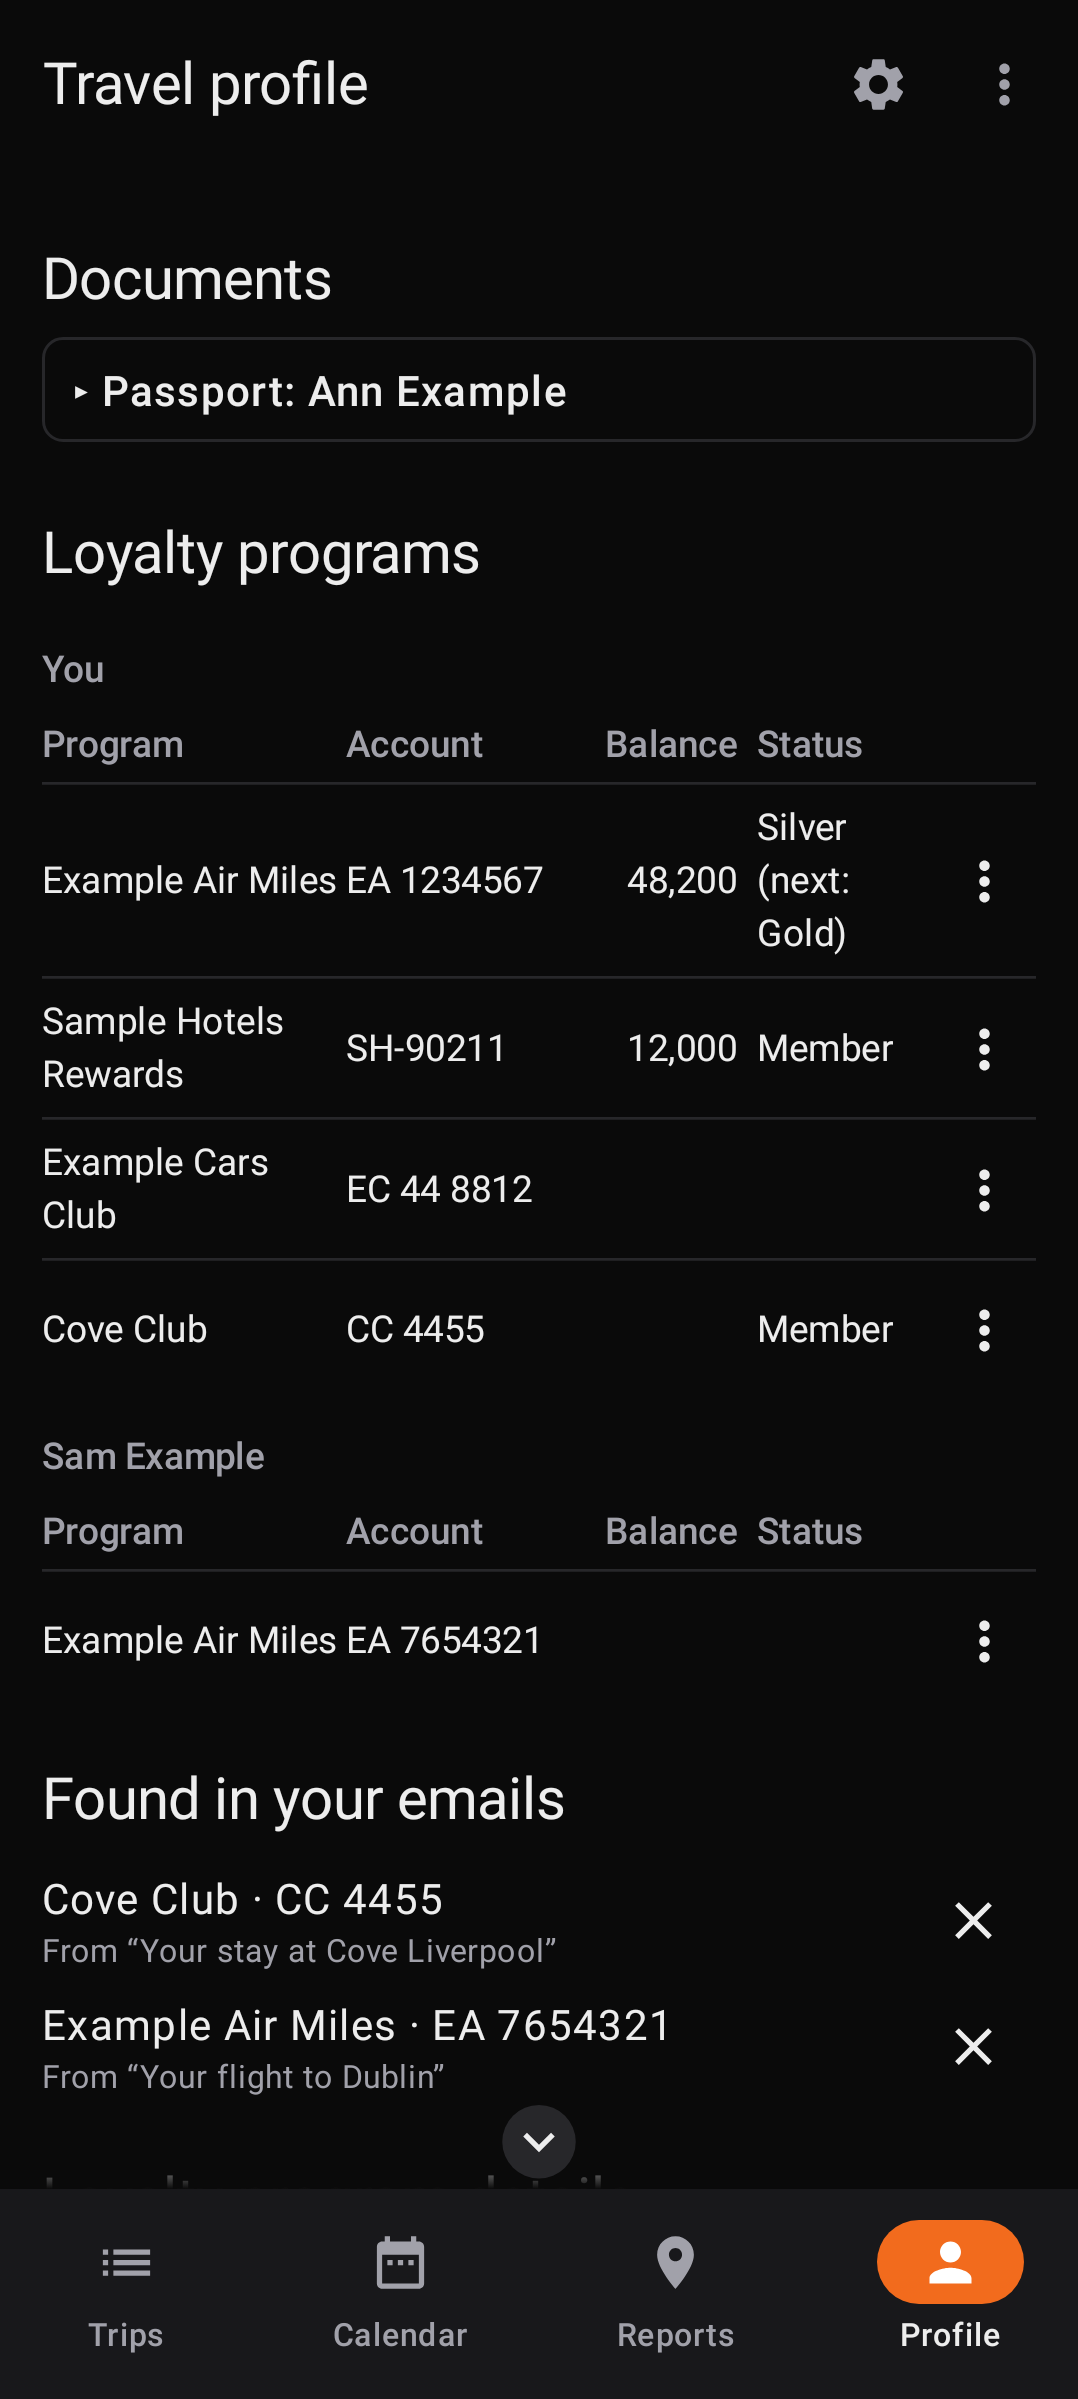 Travel profile
Documents
▸ Passport: Ann Example
Loyalty programs
You
Program Account Balance Status
Example Air Miles EA 1234567 48,200 Silver
(next:
Gold)
Sample Hotels
Rewards SH-90211 12,000 Member
Example Cars
Club EC 44 8812
Cove Club CC 4455 Member
Sam Example
Program Account Balance Status
Example Air Miles EA 7654321
Found in your emails
Cove Club · CC 4455
From “Your stay at Cove Liverpool”
Example Air Miles · EA 7654321
From “Your flight to Dublin”
Trips Calendar Reports Profile